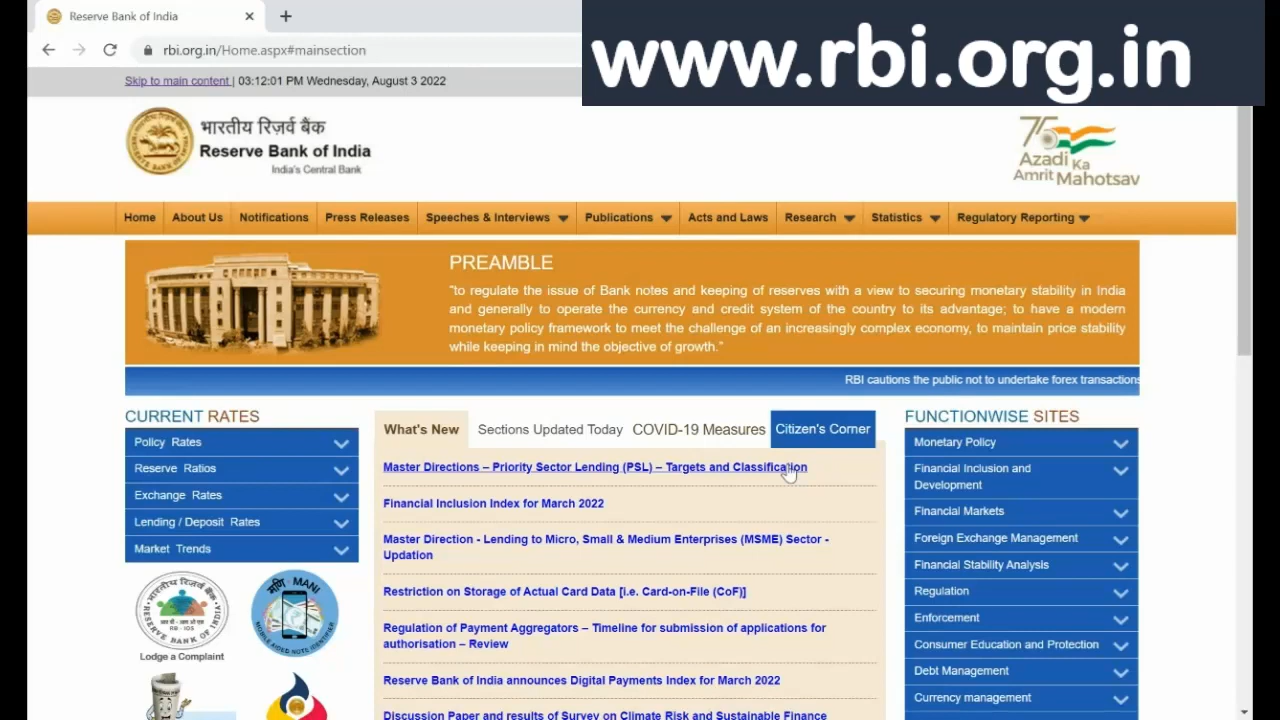 Reserve Bank of India
www.rbi.org.in
rbi.org.in/Home.aspx#mainsection
Skip to main content | 03:12:01 PM Wednesday, August 3 2022
भारतीय रिज़र्व बैंक
Reserve Bank of India
India's Central Bank
75
Azadi Ka
Amrit Mahotsav
Home About Us Notifications Press Releases Speeches & Interviews Publications Acts and Laws Research Statistics Regulatory Reporting
PREAMBLE
"to regulate the issue of Bank notes and keeping of reserves with a view to securing monetary stability in India
and generally to operate the currency and credit system of the country to its advantage; to have a modern
monetary policy framework to meet the challenge of an increasingly complex economy, to maintain price stability
while keeping in mind the objective of growth."
RBI cautions the public not to undertake forex transactions
CURRENT RATES
Policy Rates
Reserve Ratios
Exchange Rates
Lending / Deposit Rates
Market Trends
भारतीय रिज़र्व बैंक
RESERVE BANK OF INDIA
RB - IOS
Lodge a Complaint
मणि - MANI
What's New Sections Updated Today COVID-19 Measures Citizen's Corner
Master Directions – Priority Sector Lending (PSL) – Targets and Classification
Financial Inclusion Index for March 2022
Master Direction - Lending to Micro, Small & Medium Enterprises (MSME) Sector -
Updation
Restriction on Storage of Actual Card Data [i.e. Card-on-File (CoF)]
Regulation of Payment Aggregators – Timeline for submission of applications for
authorisation – Review
Reserve Bank of India announces Digital Payments Index for March 2022
Discussion Paper and results of Survey on Climate Risk and Sustainable Finance
FUNCTIONWISE SITES
Monetary Policy
Financial Inclusion and
Development
Financial Markets
Foreign Exchange Management
Financial Stability Analysis
Regulation
Enforcement
Consumer Education and Protection
Debt Management
Currency management